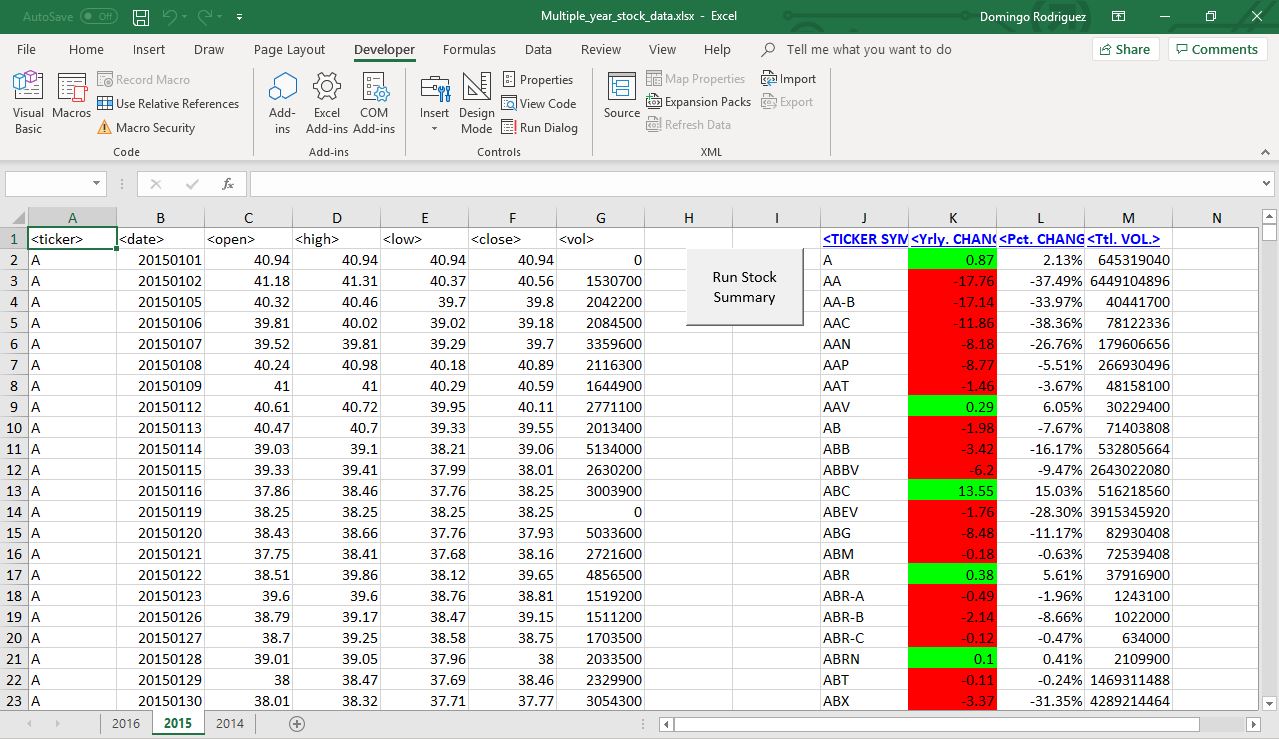 AutoSave Off Multiple_year_stock_data.xlsx - Excel Domingo Rodriguez
File Home Insert Draw Page Layout Developer Formulas Data Review View Help Tell me what you want to do Share Comments
Visual Basic Macros Record Macro Use Relative References Macro Security
Add-ins Excel Add-ins COM Add-ins
Insert Design Mode Properties View Code Run Dialog
Source Map Properties Expansion Packs Refresh Data Import Export
Code Add-ins Controls XML
fx
A B C D E F G H I J K L M N
1 <ticker> <date> <open> <high> <low> <close> <vol> <TICKER SYM <Yrly. CHANG <Pct. CHANG <Ttl. VOL.>
Run Stock
Summary
2 A 20150101 40.94 40.94 40.94 40.94 0 A 0.87 2.13% 645319040
3 A 20150102 41.18 41.31 40.37 40.56 1530700 AA -17.76 -37.49% 6449104896
4 A 20150105 40.32 40.46 39.7 39.8 2042200 AA-B -17.14 -33.97% 40441700
5 A 20150106 39.81 40.02 39.02 39.18 2084500 AAC -11.86 -38.36% 78122336
6 A 20150107 39.52 39.81 39.29 39.7 3359600 AAN -8.18 -26.76% 179606656
7 A 20150108 40.24 40.98 40.18 40.89 2116300 AAP -8.77 -5.51% 266930496
8 A 20150109 41 41 40.29 40.59 1644900 AAT -1.46 -3.67% 48158100
9 A 20150112 40.61 40.72 39.95 40.11 2771100 AAV 0.29 6.05% 30229400
10 A 20150113 40.47 40.7 39.33 39.55 2013400 AB -1.98 -7.67% 71403808
11 A 20150114 39.03 39.1 38.21 39.06 5134000 ABB -3.42 -16.17% 532805664
12 A 20150115 39.33 39.41 37.99 38.01 2630200 ABBV -6.2 -9.47% 2643022080
13 A 20150116 37.86 38.46 37.76 38.25 3003900 ABC 13.55 15.03% 516218560
14 A 20150119 38.25 38.25 38.25 38.25 0 ABEV -1.76 -28.30% 3915345920
15 A 20150120 38.43 38.66 37.76 37.93 5033600 ABG -8.48 -11.17% 82930408
16 A 20150121 37.75 38.41 37.68 38.16 2721600 ABM -0.18 -0.63% 72539408
17 A 20150122 38.51 39.86 38.12 39.65 4856500 ABR 0.38 5.61% 37916900
18 A 20150123 39.6 39.6 38.76 38.81 1519200 ABR-A -0.49 -1.96% 1243100
19 A 20150126 38.79 39.17 38.47 39.15 1511200 ABR-B -2.14 -8.66% 1022000
20 A 20150127 38.7 39.25 38.58 38.75 1703500 ABR-C -0.12 -0.47% 634000
21 A 20150128 39.01 39.05 37.96 38 2033500 ABRN 0.1 0.41% 2109900
22 A 20150129 38 38.47 37.69 38.46 2329900 ABT -0.11 -0.24% 1469311488
23 A 20150130 38.01 38.32 37.71 37.77 3054300 ABX -3.37 -31.35% 4289214464
2016 2015 2014